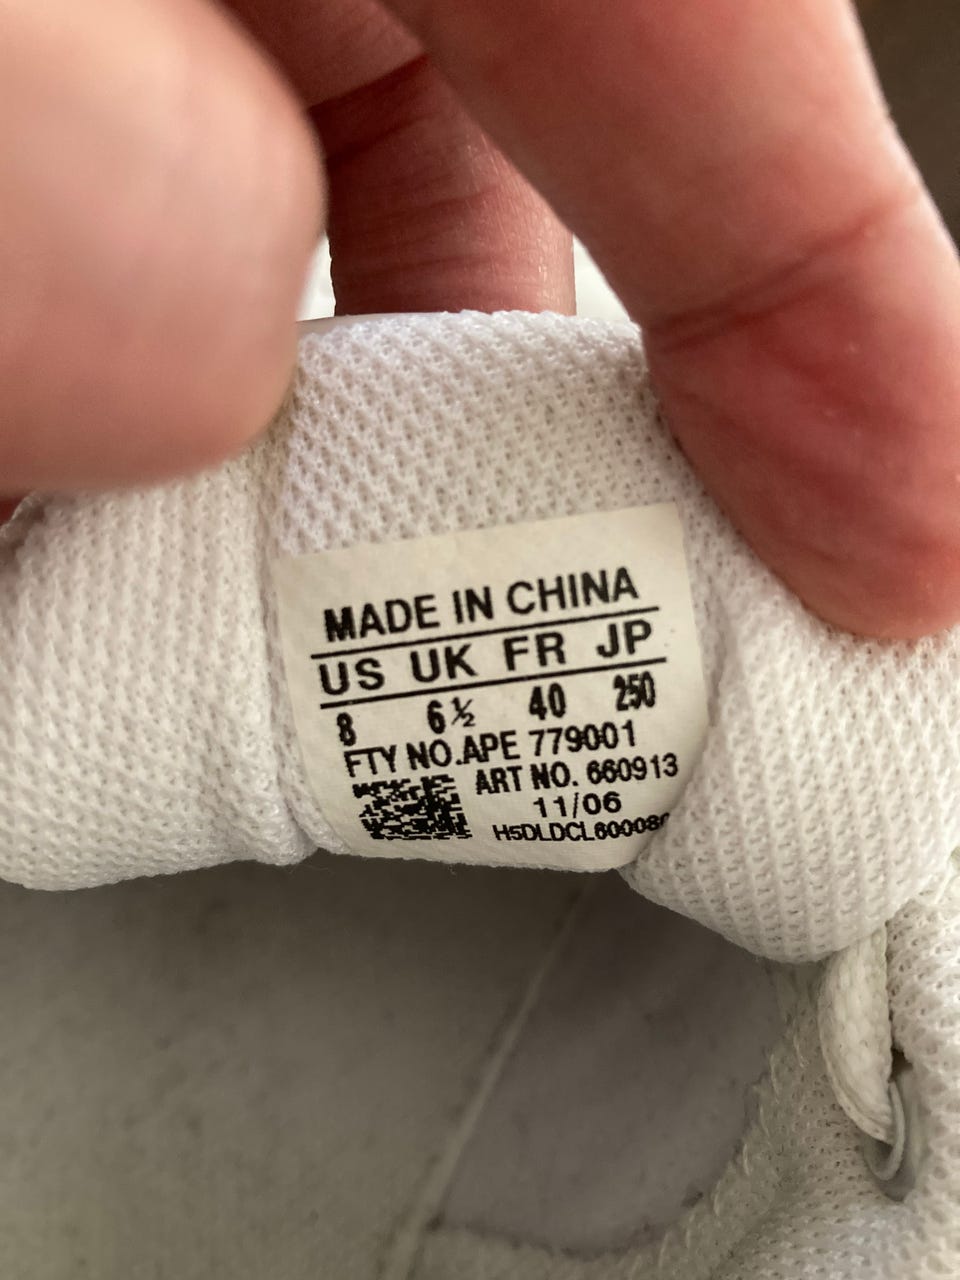 MADE IN CHINA
US UK FR JP
8 6½ 40 250
FTY NO.APE 779001
ART NO. 660913
11/06